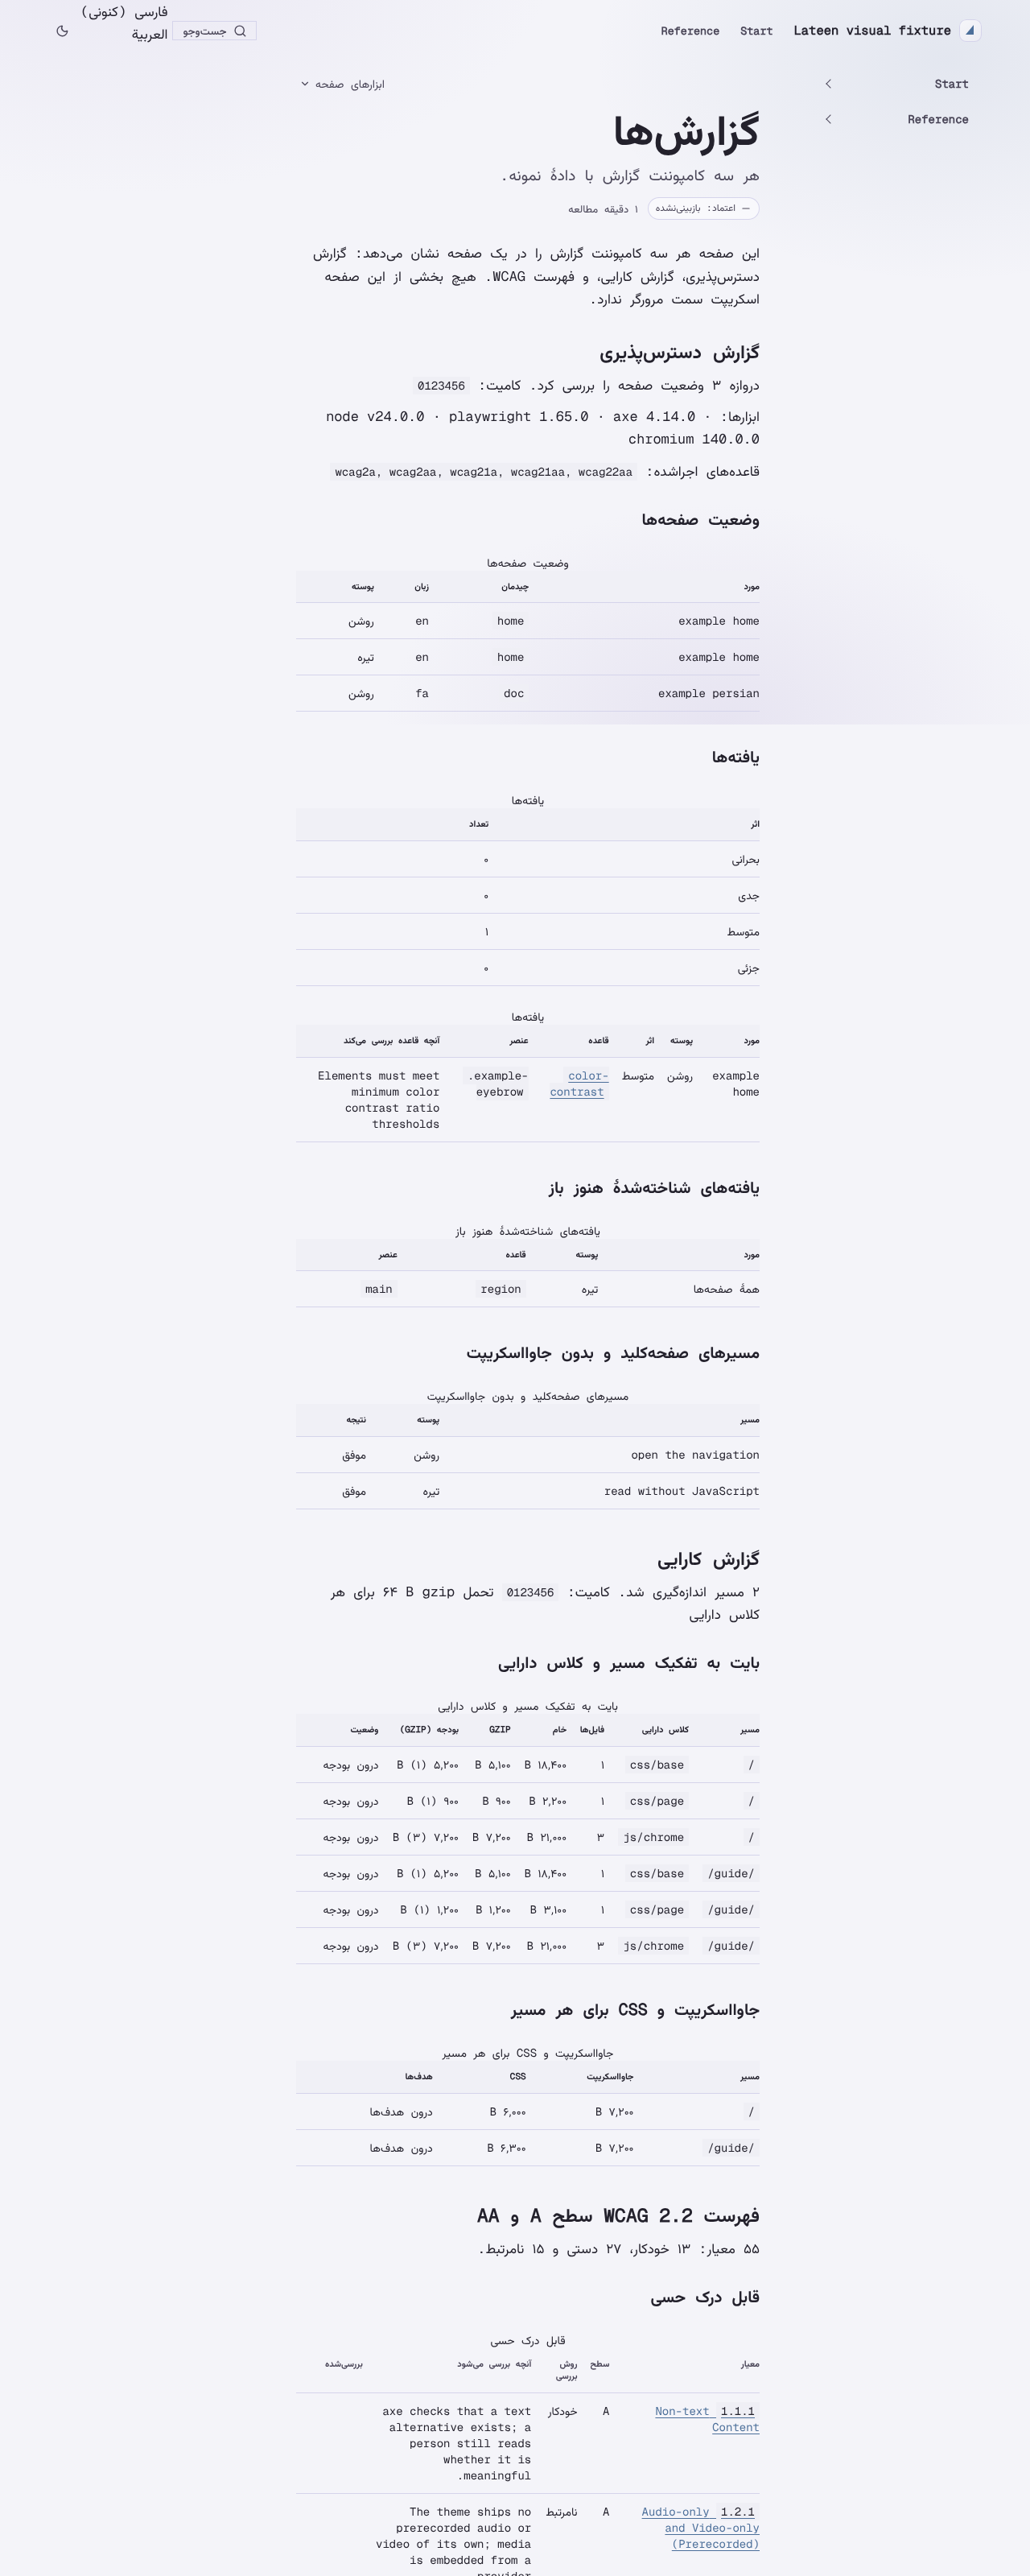 Lateen visual fixture Start Reference جست‌وجو فارسی (کنونی)
العربية
Start
Reference
ابزارهای صفحه
گزارش‌ها
هر سه کامپوننت گزارش با دادهٔ نمونه.
اعتماد: بازبینی‌نشده ۱ دقیقه مطالعه
این صفحه هر سه کامپوننت گزارش را در یک صفحه نشان می‌دهد: گزارش
دسترس‌پذیری، گزارش کارایی، و فهرست WCAG. هیچ بخشی از این صفحه
اسکریپت سمت مرورگر ندارد.
گزارش دسترس‌پذیری
دروازه ۳ وضعیت صفحه را بررسی کرد. کامیت: 0123456
ابزارها: node v24.0.0 · playwright 1.65.0 · axe 4.14.0 ·
chromium 140.0.0
قاعده‌های اجراشده: wcag2a, wcag2aa, wcag21a, wcag21aa, wcag22aa
وضعیت صفحه‌ها
وضعیت صفحه‌ها
مورد چیدمان زبان پوسته
example home home en روشن
example home home en تیره
example persian doc fa روشن
یافته‌ها
یافته‌ها
اثر تعداد
بحرانی ۰
جدی ۰
متوسط ۱
جزئی ۰
یافته‌ها
مورد پوسته اثر قاعده عنصر آنچه قاعده بررسی می‌کند
example روشن متوسط color- .example- Elements must meet
home contrast eyebrow minimum color
contrast ratio
thresholds
یافته‌های شناخته‌شدهٔ هنوز باز
یافته‌های شناخته‌شدهٔ هنوز باز
مورد پوسته قاعده عنصر
همهٔ صفحه‌ها تیره region main
مسیرهای صفحه‌کلید و بدون جاوااسکریپت
مسیرهای صفحه‌کلید و بدون جاوااسکریپت
مسیر پوسته نتیجه
open the navigation روشن موفق
read without JavaScript تیره موفق
گزارش کارایی
۲ مسیر اندازه‌گیری شد. کامیت: 0123456 تحمل ۶۴ B gzip برای هر
کلاس دارایی
بایت به تفکیک مسیر و کلاس دارایی
بایت به تفکیک مسیر و کلاس دارایی
مسیر کلاس دارایی فایل‌ها خام GZIP بودجه (GZIP) وضعیت
/ css/base ۱ ۱۸٬۴۰۰ B ۵٬۱۰۰ B ۵٬۲۰۰ B (۱) درون بودجه
/ css/page ۱ ۲٬۲۰۰ B ۹۰۰ B ۹۰۰ B (۱) درون بودجه
/ js/chrome ۳ ۲۱٬۰۰۰ B ۷٬۲۰۰ B ۷٬۲۰۰ B (۳) درون بودجه
/guide/ css/base ۱ ۱۸٬۴۰۰ B ۵٬۱۰۰ B ۵٬۲۰۰ B (۱) درون بودجه
/guide/ css/page ۱ ۳٬۱۰۰ B ۱٬۲۰۰ B ۱٬۲۰۰ B (۱) درون بودجه
/guide/ js/chrome ۳ ۲۱٬۰۰۰ B ۷٬۲۰۰ B ۷٬۲۰۰ B (۳) درون بودجه
جاوااسکریپت و CSS برای هر مسیر
جاوااسکریپت و CSS برای هر مسیر
مسیر جاوااسکریپت CSS هدف‌ها
/ ۷٬۲۰۰ B ۶٬۰۰۰ B درون هدف‌ها
/guide/ ۷٬۲۰۰ B ۶٬۳۰۰ B درون هدف‌ها
فهرست WCAG 2.2 سطح A و AA
۵۵ معیار: ۱۳ خودکار، ۲۷ دستی و ۱۵ نامرتبط.
قابل درک حسی
قابل درک حسی
معیار سطح روش آنچه بررسی می‌شود بررسی‌شده
بررسی
1.1.1 Non-text A خودکار axe checks that a text
Content alternative exists; a
person still reads
whether it is
meaningful.
1.2.1 Audio-only A نامرتبط The theme ships no
and Video-only prerecorded audio or
(Prerecorded) video of its own; media
is embedded from a